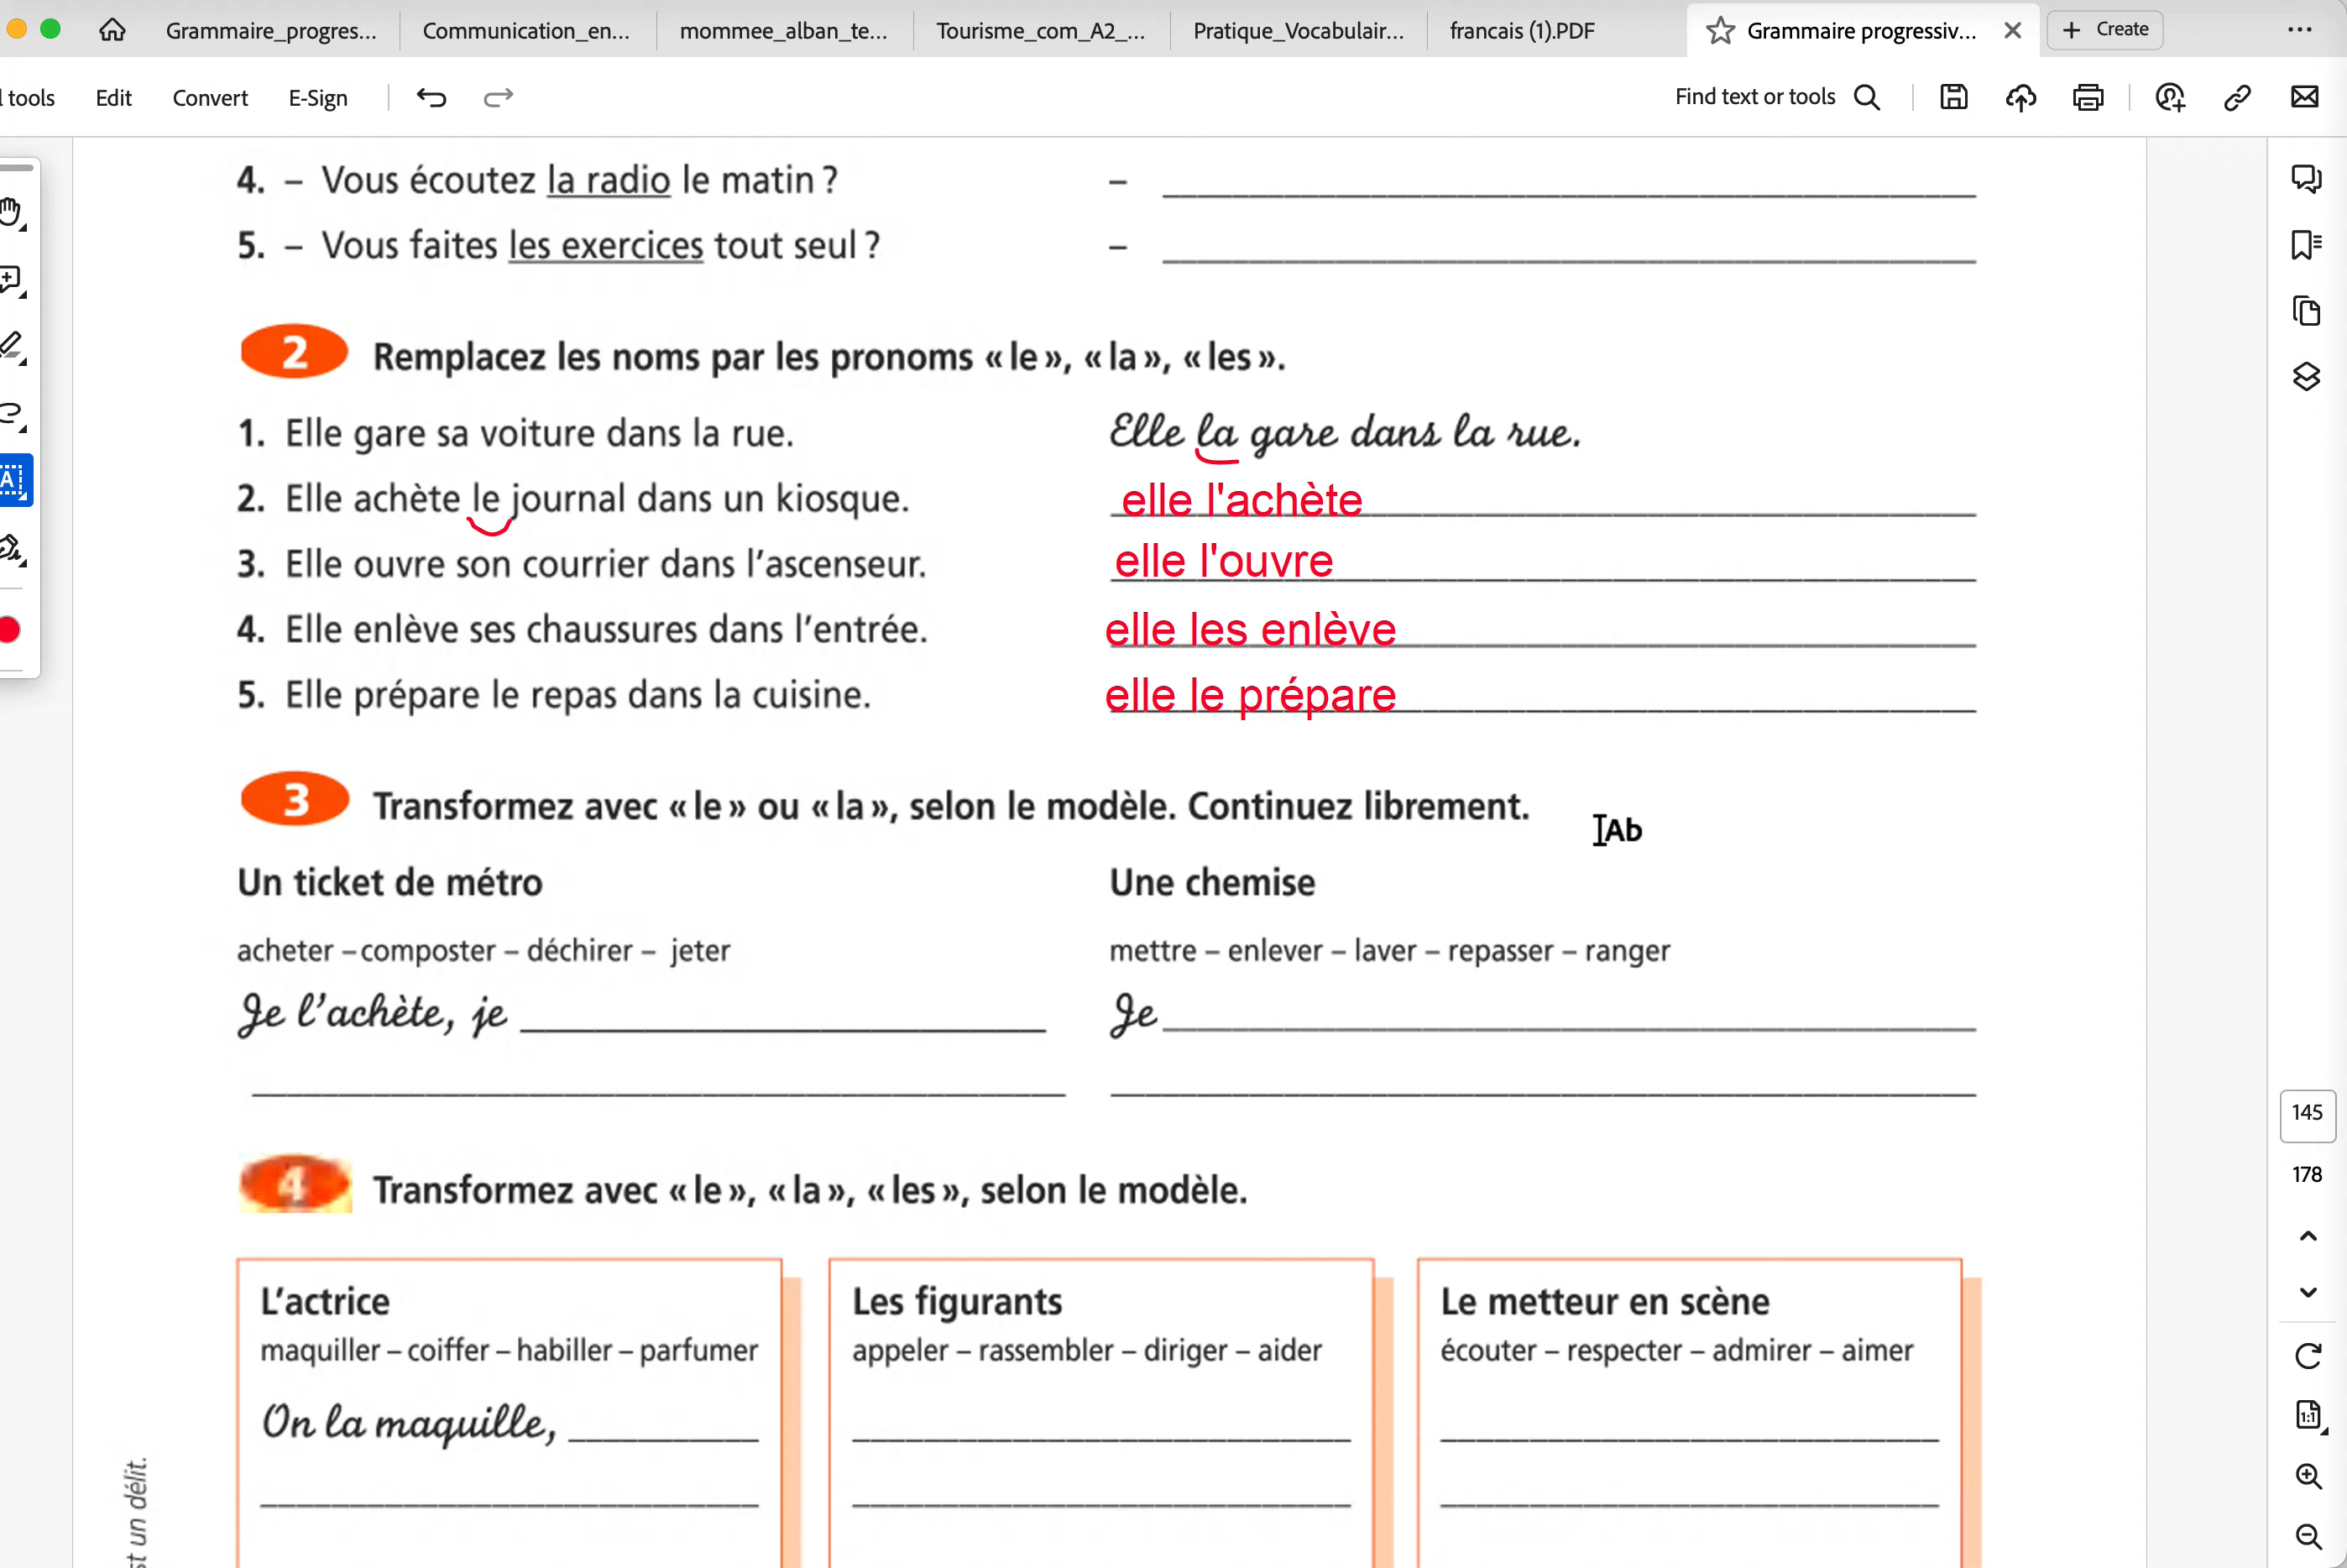 Grammaire_progres...
Communication_en...
mommee_alban_te...
Tourisme_com_A2_...
Pratique_Vocabulair...
francais (1).PDF
Grammaire progressiv...
+ Create
l tools
Edit
Convert
E-Sign
Find text or tools
4. – Vous écoutez la radio le matin ? –
5. – Vous faites les exercices tout seul ? –
2 Remplacez les noms par les pronoms « le », « la », « les ».
1. Elle gare sa voiture dans la rue. Elle la gare dans la rue.
2. Elle achète le journal dans un kiosque. elle l'achète
3. Elle ouvre son courrier dans l'ascenseur. elle l'ouvre
4. Elle enlève ses chaussures dans l'entrée. elle les enlève
5. Elle prépare le repas dans la cuisine. elle le prépare
3 Transformez avec « le » ou « la », selon le modèle. Continuez librement.
Ab
Un ticket de métro
acheter – composter – déchirer – jeter
Je l'achète, je
Une chemise
mettre – enlever – laver – repasser – ranger
Je
4 Transformez avec « le », « la », « les », selon le modèle.
L'actrice
maquiller – coiffer – habiller – parfumer
On la maquille,
Les figurants
appeler – rassembler – diriger – aider
Le metteur en scène
écouter – respecter – admirer – aimer
st un délit.
A
145
178
1:1